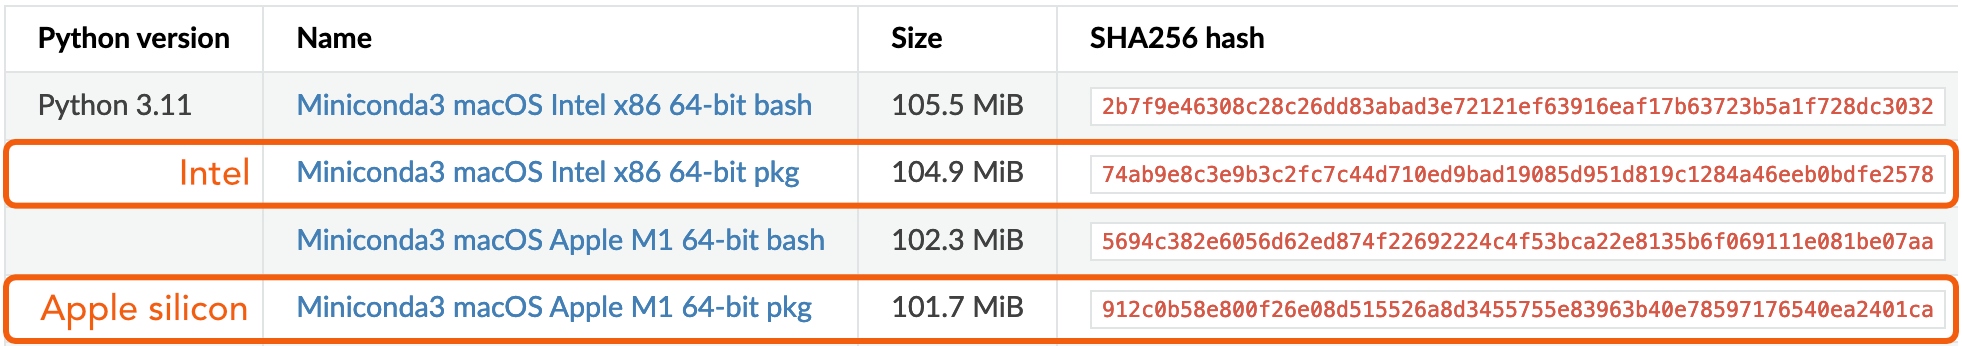 Python version Name Size SHA256 hash
Python 3.11 Miniconda3 macOS Intel x86 64-bit bash 105.5 MiB 2b7f9e46308c28c26dd83abad3e72121ef63916eaf17b63723b5a1f728dc3032
Intel Miniconda3 macOS Intel x86 64-bit pkg 104.9 MiB 74ab9e8c3e9b3c2fc7c44d710ed9bad19085d951d819c1284a46eeb0bdfe2578
Miniconda3 macOS Apple M1 64-bit bash 102.3 MiB 5694c382e6056d62ed874f22692224c4f53bca22e8135b6f069111e081be07aa
Apple silicon Miniconda3 macOS Apple M1 64-bit pkg 101.7 MiB 912c0b58e800f26e08d515526a8d3455755e83963b40e78597176540ea2401ca